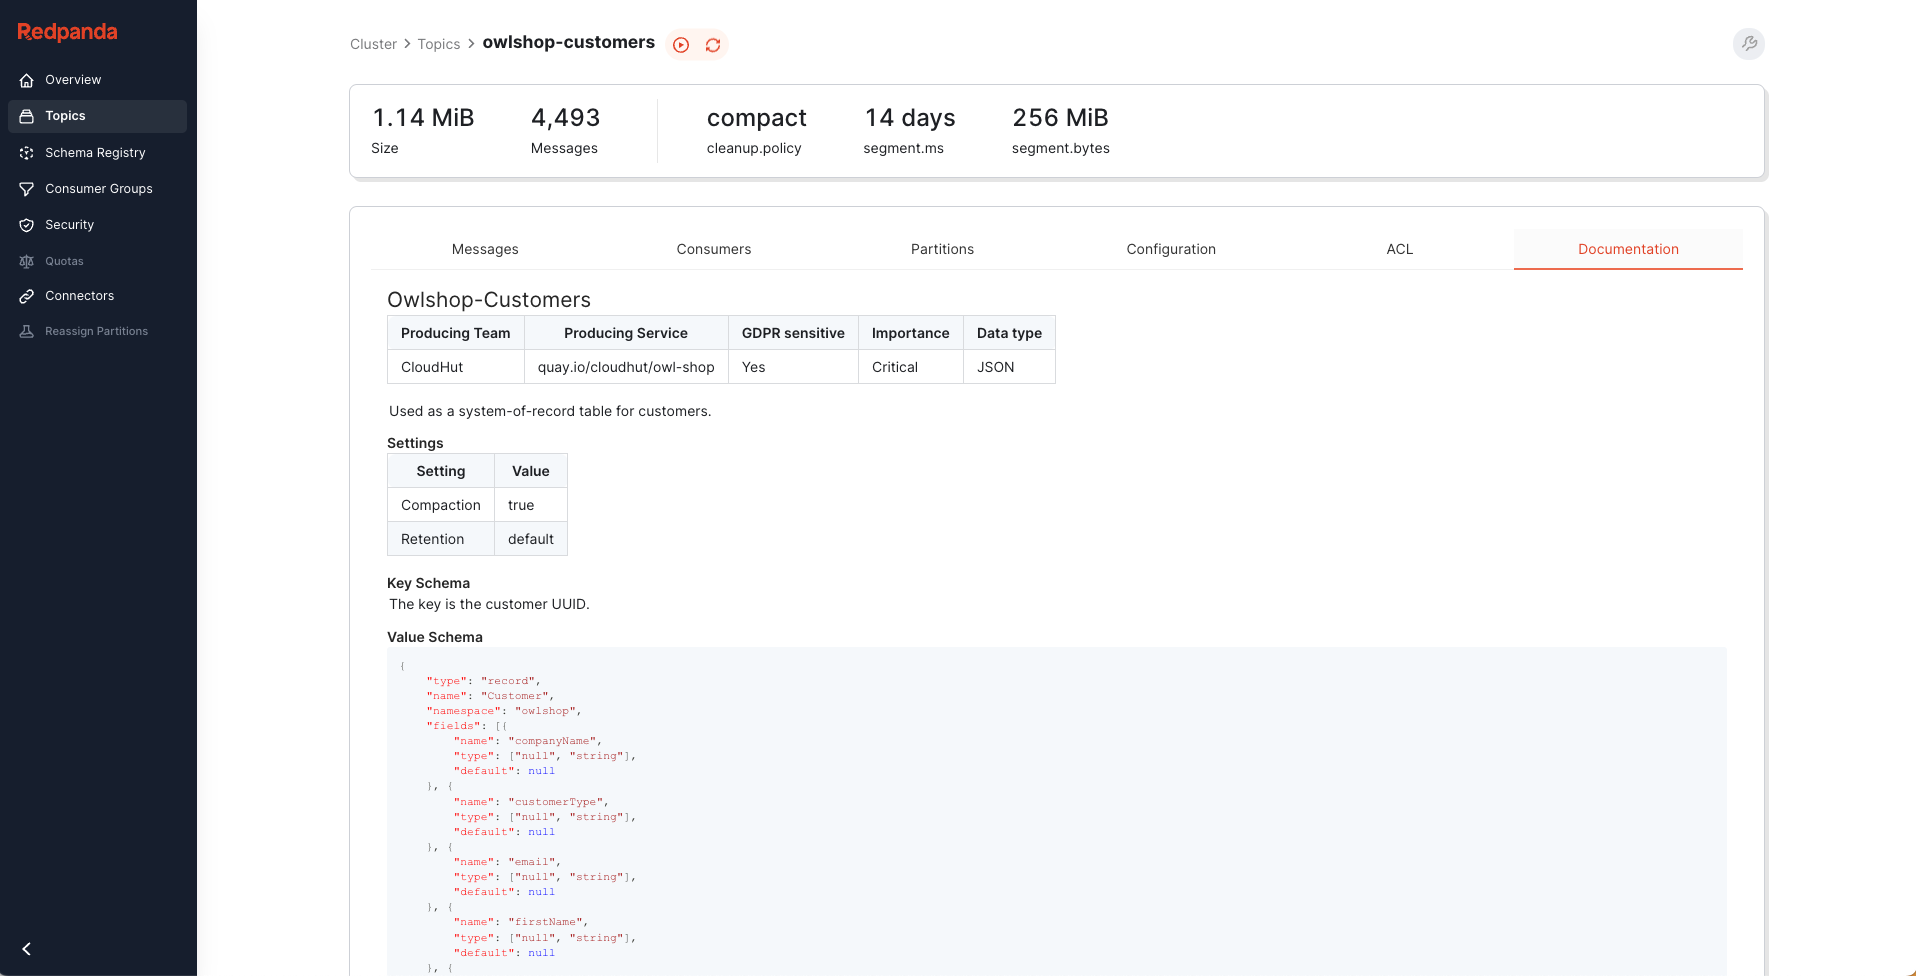 Redpanda
Overview
Topics
Schema Registry
Consumer Groups
Security
Quotas
Connectors
Reassign Partitions
Cluster > Topics > owlshop-customers
1.14 MiB 4,493 compact 14 days 256 MiB
Size Messages cleanup.policy segment.ms segment.bytes
Messages Consumers Partitions Configuration ACL Documentation
Owlshop-Customers
Producing Team Producing Service GDPR sensitive Importance Data type
CloudHut quay.io/cloudhut/owl-shop Yes Critical JSON
Used as a system-of-record table for customers.
Settings
Setting Value
Compaction true
Retention default
Key Schema
The key is the customer UUID.
Value Schema
{
"type": "record",
"name": "Customer",
"namespace": "owlshop",
"fields": [{
"name": "companyName",
"type": ["null", "string"],
"default": null
}, {
"name": "customerType",
"type": ["null", "string"],
"default": null
}, {
"name": "email",
"type": ["null", "string"],
"default": null
}, {
"name": "firstName",
"type": ["null", "string"],
"default": null
}, {